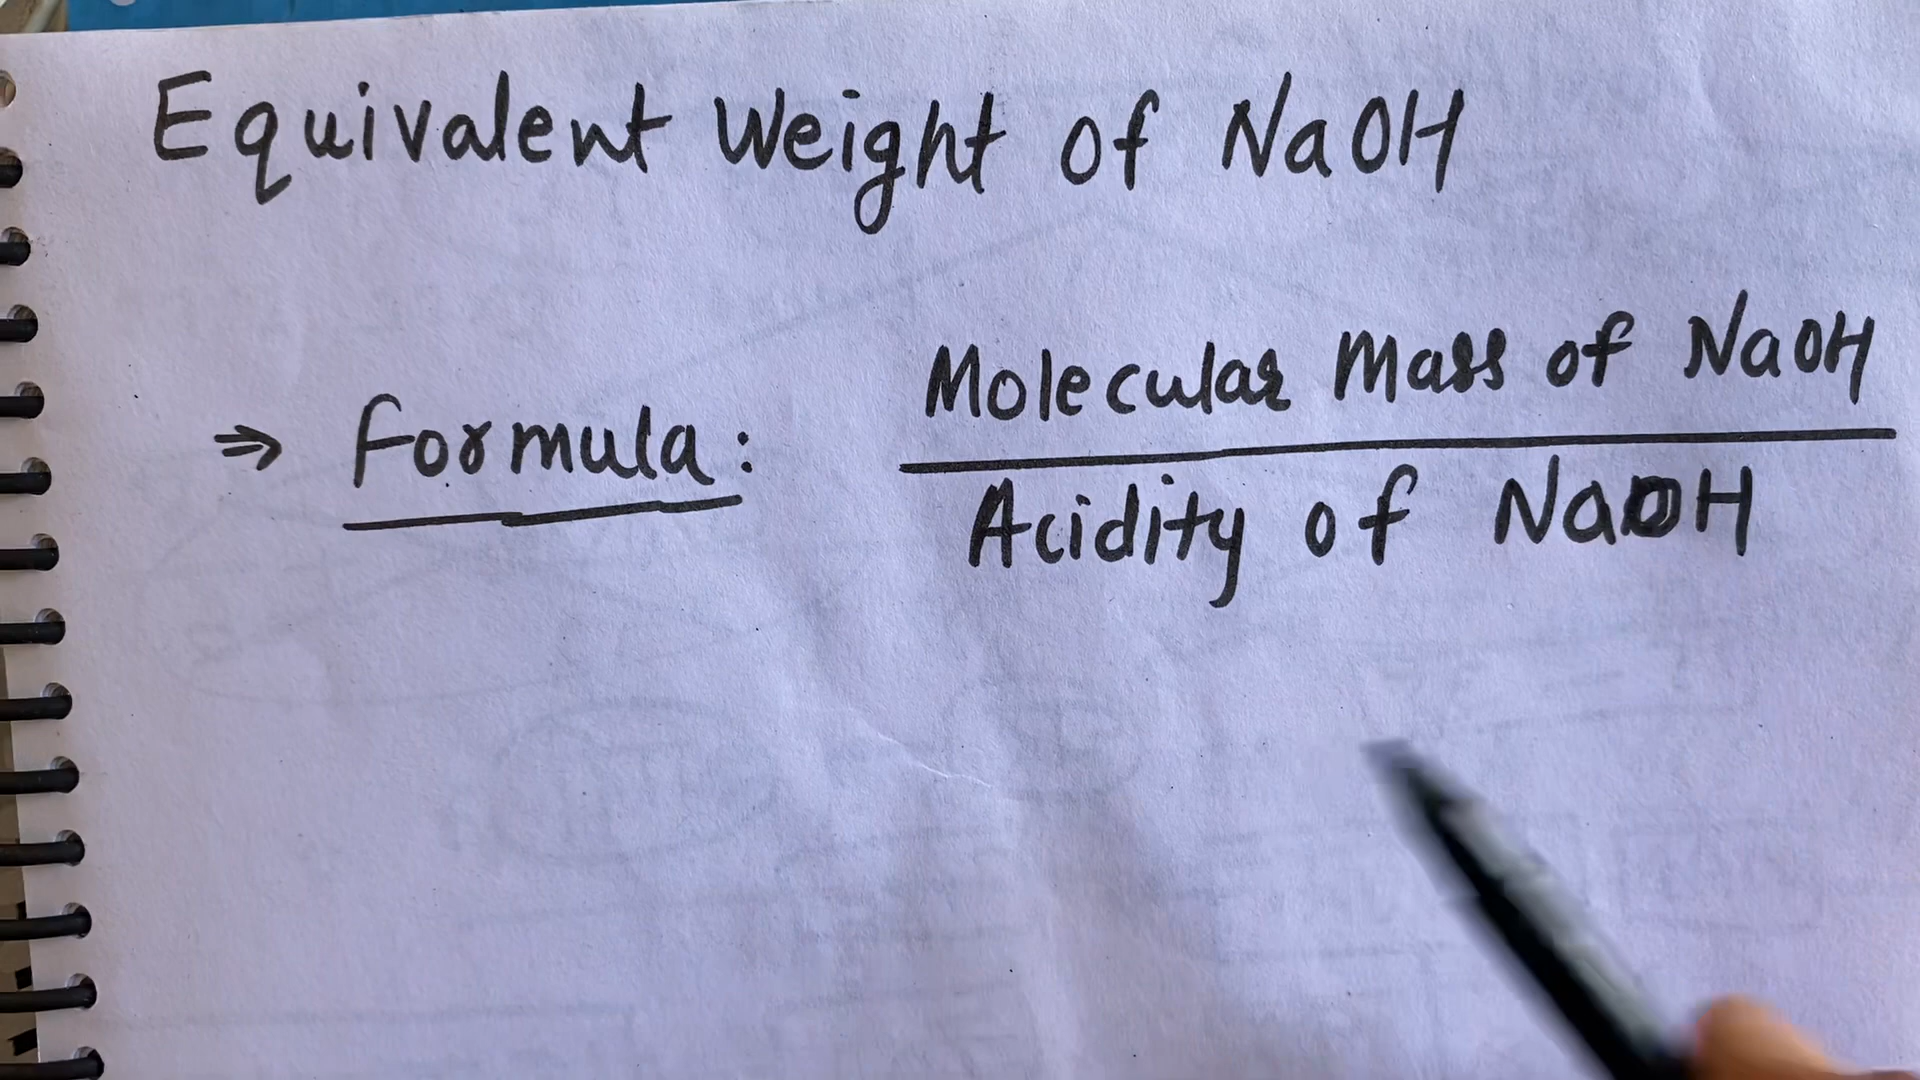 Equivalent Weight of NaOH
⇒ Formula: Molecular Mass of NaOH
Acidity of NaOH